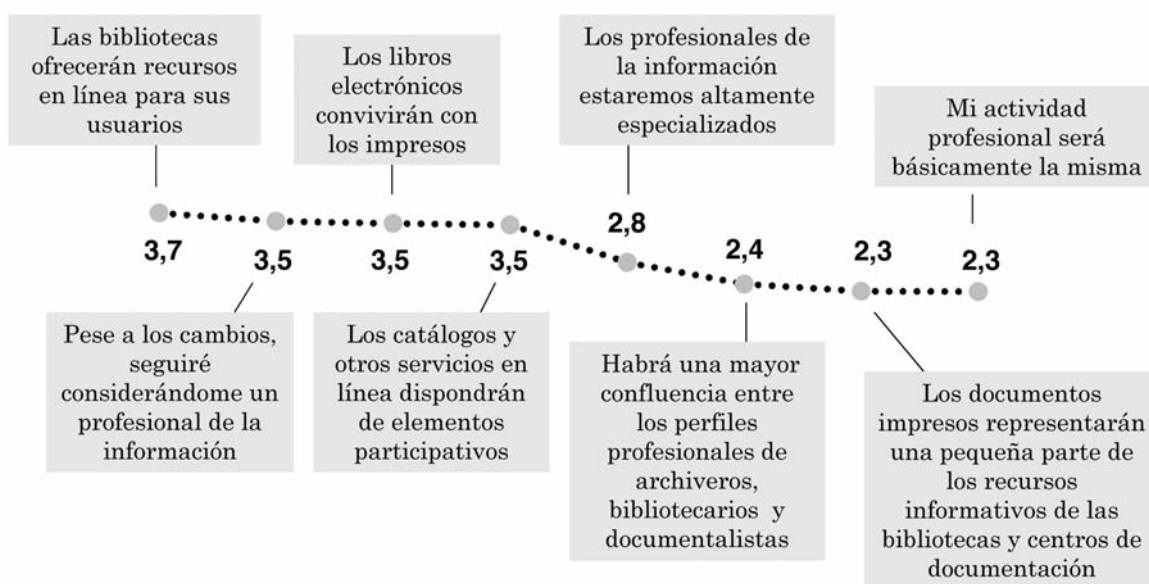 Las bibliotecas
ofrecerán recursos
en línea para sus
usuarios
Los libros
electrónicos
convivirán con
los impresos
Los profesionales de
la información
estaremos altamente
especializados
Mi actividad
profesional será
básicamente la misma
3,7
3,5
3,5
3,5
2,8
2,4
2,3
2,3
Pese a los cambios,
seguiré
considerándome un
profesional de la
información
Los catálogos y
otros servicios en
línea dispondrán
de elementos
participativos
Habrá una mayor
confluencia entre
los perfiles
profesionales de
archiveros,
bibliotecarios y
documentalistas
Los documentos
impresos representarán
una pequeña parte de
los recursos
informativos de las
bibliotecas y centros de
documentación